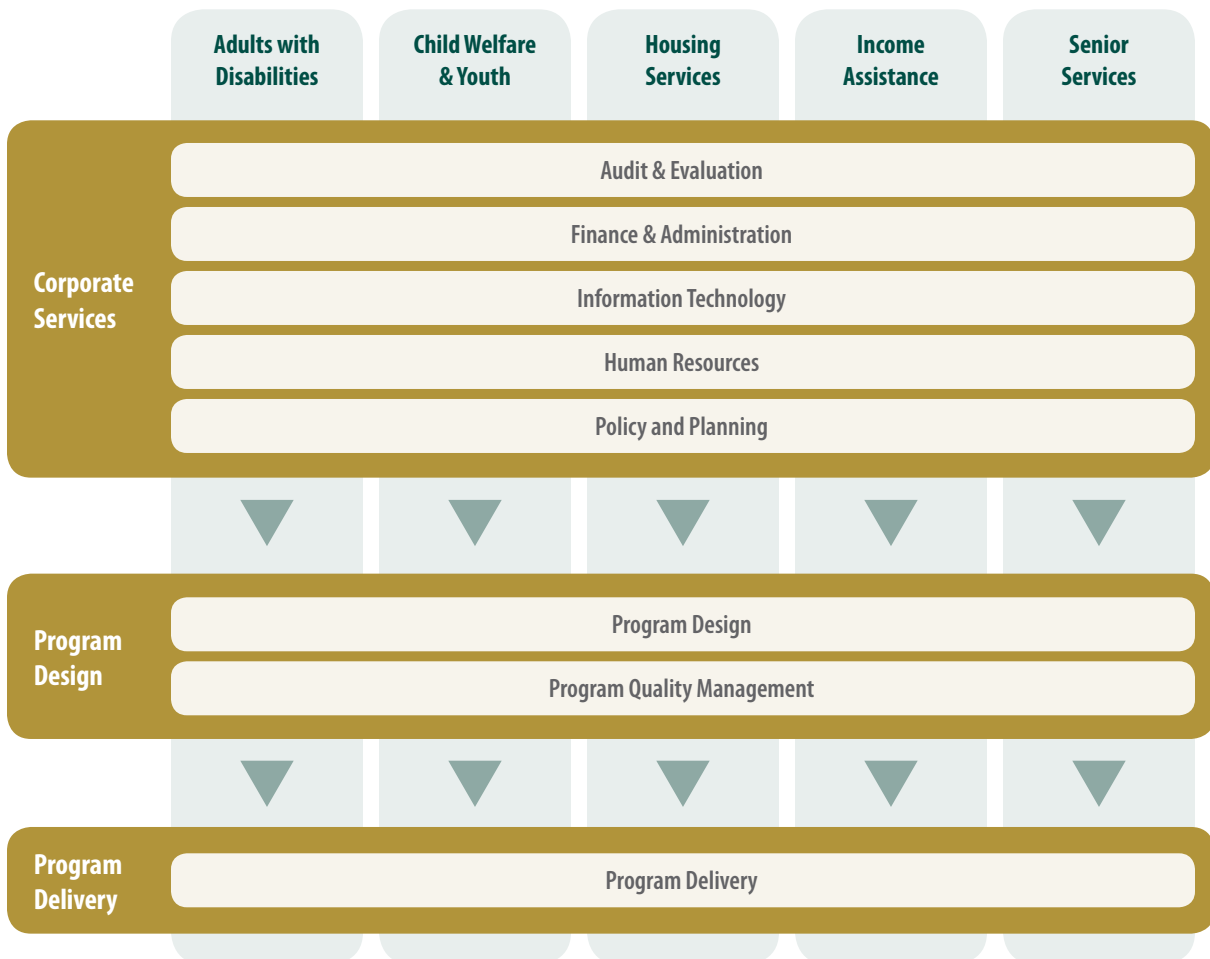 Adults with
Disabilities
Child Welfare
& Youth
Housing
Services
Income
Assistance
Senior
Services
Corporate
Services
Audit & Evaluation
Finance & Administration
Information Technology
Human Resources
Policy and Planning
Program
Design
Program Design
Program Quality Management
Program
Delivery
Program Delivery